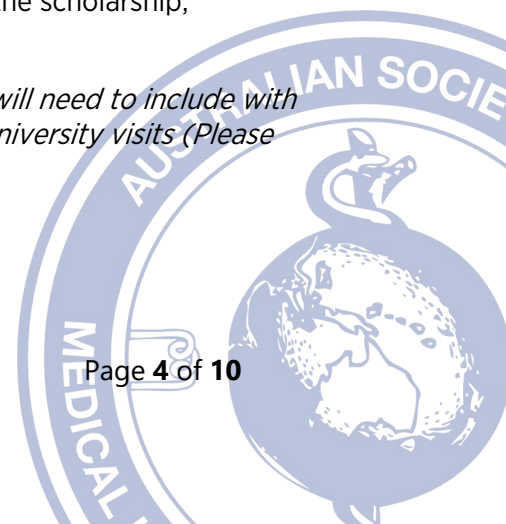 the scholarship,
will need to include with
niversity visits (Please
AUSTRALIAN SOCIE
MEDICAL
Page 4 of 10